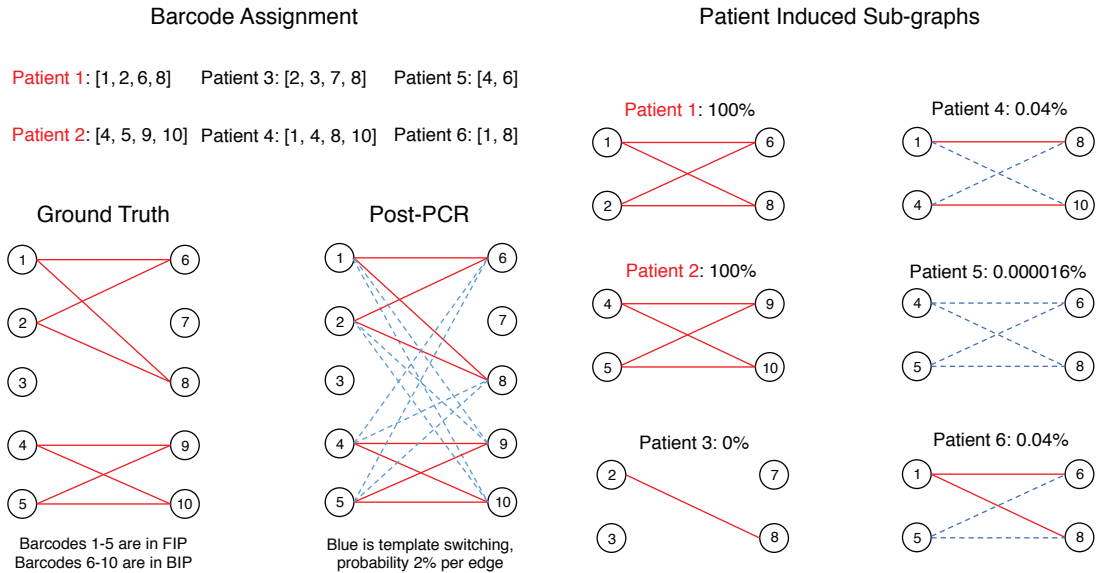 Barcode Assignment
Patient 1: [1, 2, 6, 8]
Patient 3: [2, 3, 7, 8]
Patient 5: [4, 6]
Patient 2: [4, 5, 9, 10]
Patient 4: [1, 4, 8, 10]
Patient 6: [1, 8]
Ground Truth
1
6
2
7
3
8
4
9
5
10
Barcodes 1-5 are in FIP
Barcodes 6-10 are in BIP
Post-PCR
1
6
2
7
3
8
4
9
5
10
Blue is template switching,
probability 2% per edge
Patient Induced Sub-graphs
Patient 1: 100%
1
6
2
8
Patient 4: 0.04%
1
8
4
10
Patient 2: 100%
4
9
5
10
Patient 5: 0.000016%
4
6
5
8
Patient 3: 0%
2
7
3
8
Patient 6: 0.04%
1
6
5
8